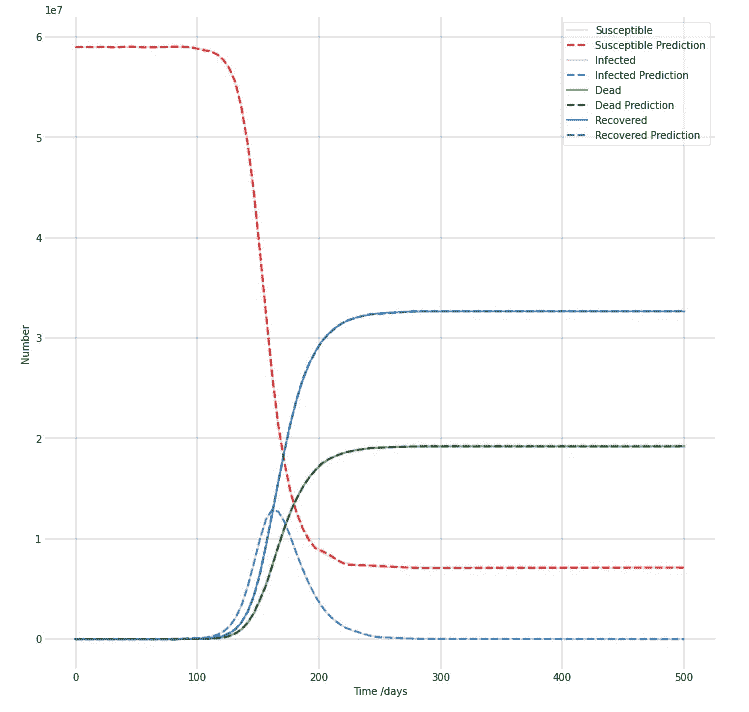 1e7
6
5
4
3
2
1
0
Number
0
100
200
300
400
500
Time /days
Susceptible
Susceptible Prediction
Infected
Infected Prediction
Dead
Dead Prediction
Recovered
Recovered Prediction